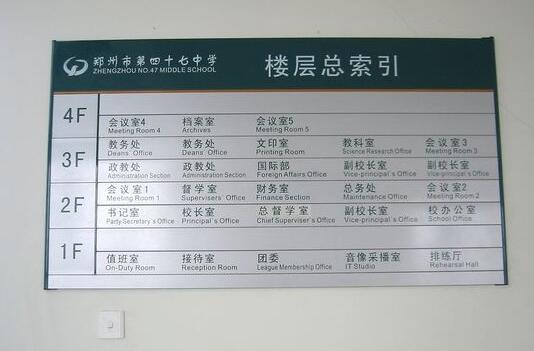 郑州市第四十七中学
ZHENGZHOU NO.47 MIDDLE SCHOOL
楼层总索引
4F
会议室4 档案室 会议室5
Meeting Room 4 Archives Meeting Room 5
3F
教务处 教务处 文印室 教科室 会议室3
Deans' Office Deans' Office Printing Room Science Research Office Meeting Room 3
政教处 政教处 国际部 副校长室 副校长室
Administration Section Administration Section Foreign Affairs Office Vice-principal's Office Vice-principal's Office
2F
会议室1 督学室 财务室 总务处 会议室2
Meeting Room 1 Supervisers' Office Finance Section Maintenance Office Meeting Room 2
书记室 校长室 总督学室 副校长室 校办公室
Party Secretary's Office Principal's Office Chief Superviser's Office Vice-principal's Office School Office
1F
值班室 接待室 团委 音像采播室 排练厅
On-Duty Room Reception Room League Membership Office IT Studio Rehearsal Hall